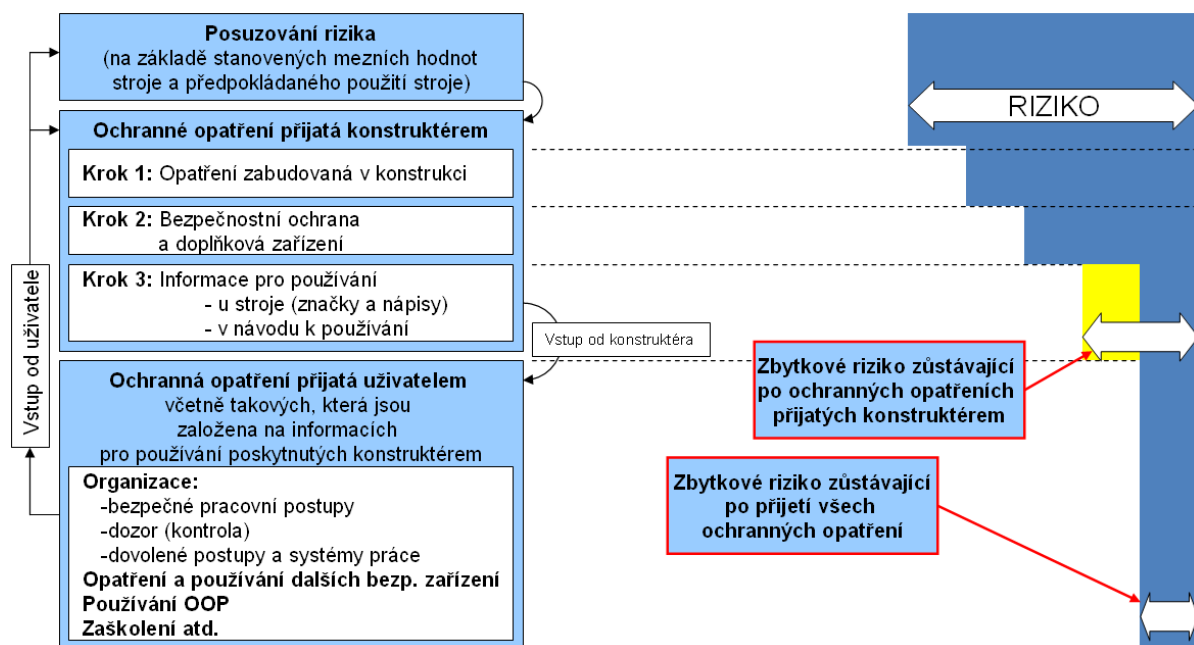 Posuzování rizika
(na základě stanovených mezních hodnot
stroje a předpokládaného použití stroje)
Ochranné opatření přijatá konstruktérem
Krok 1: Opatření zabudovaná v konstrukci
Krok 2: Bezpečnostní ochrana
a doplňková zařízení
Krok 3: Informace pro používání
- u stroje (značky a nápisy)
- v návodu k používání
Vstup od uživatele
Vstup od konstruktéra
Ochranná opatření přijatá uživatelem
včetně takových, která jsou
založena na informacích
pro používání poskytnutých konstruktérem
Organizace:
-bezpečné pracovní postupy
-dozor (kontrola)
-dovolené postupy a systémy práce
Opatření a používání dalších bezp. zařízení
Používání OOP
Zaškolení atd.
RIZIKO
Zbytkové riziko zůstávající
po ochranných opatřeních
přijatých konstruktérem
Zbytkové riziko zůstávající
po přijetí všech
ochranných opatření